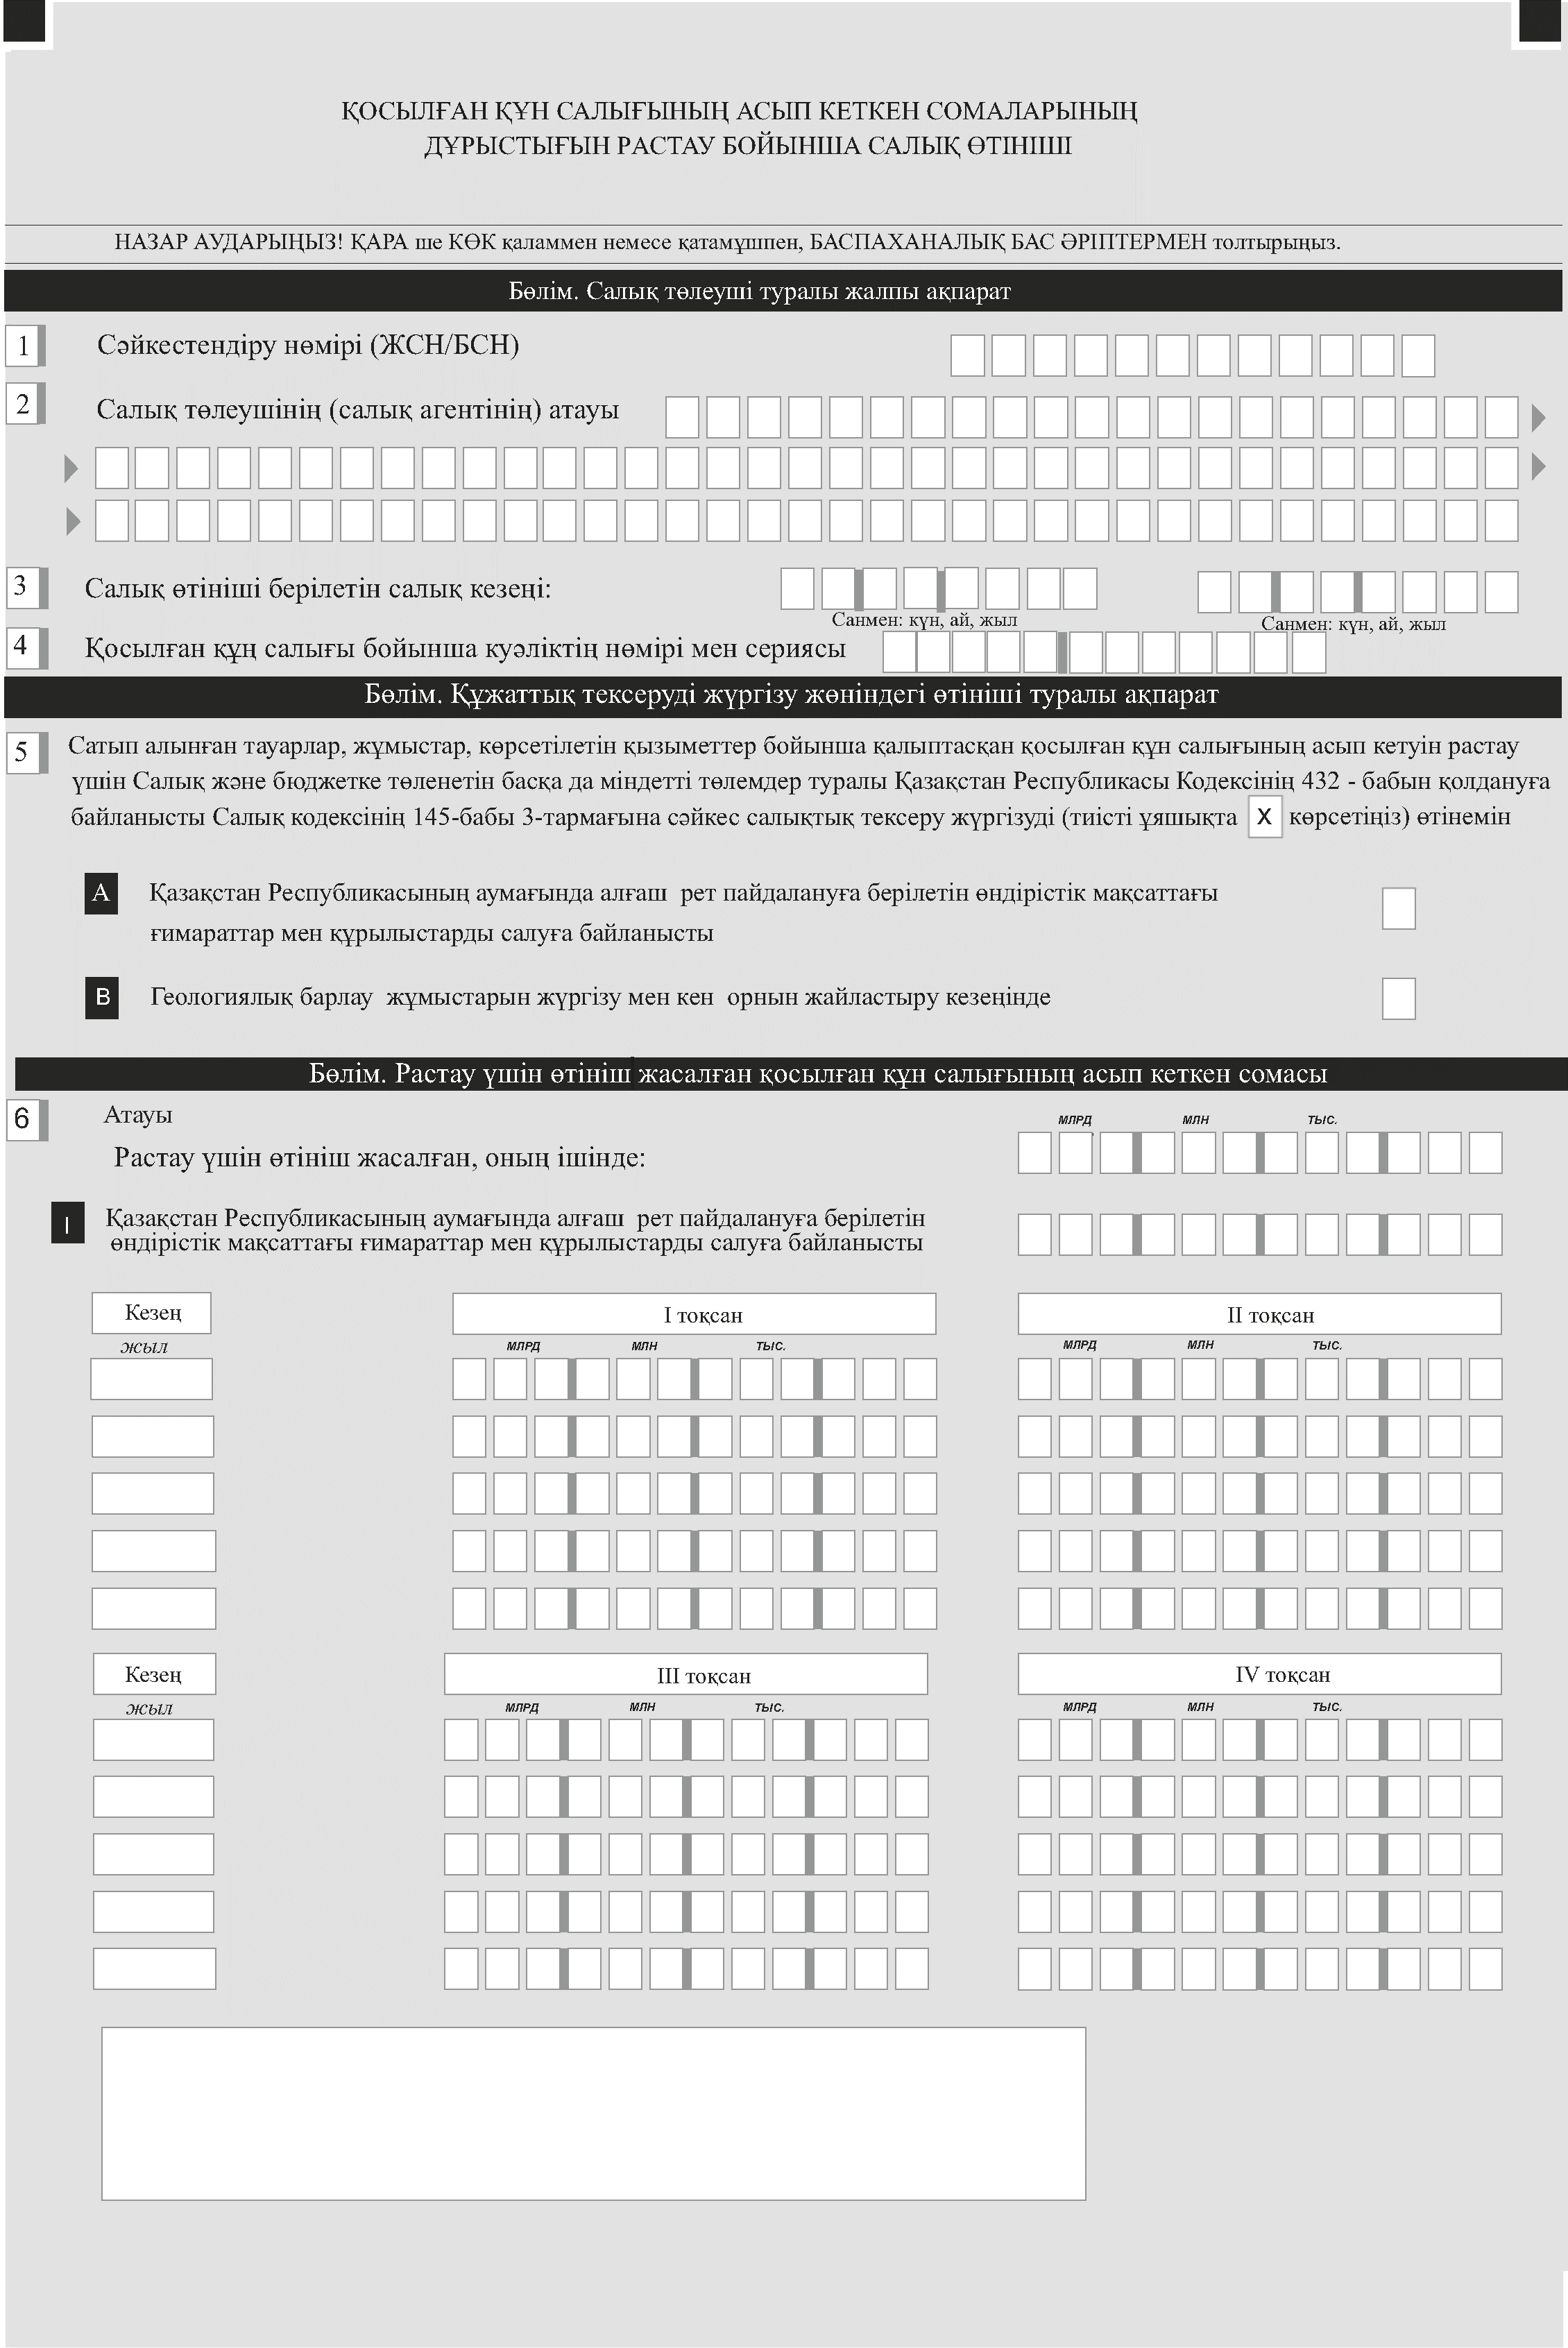 ҚОСЫЛҒАН ҚҰН САЛЫҒЫНЫҢ АСЫП КЕТКЕН СОМАЛАРЫНЫҢ
ДҰРЫСТЫҒЫН РАСТАУ БОЙЫНША САЛЫҚ ӨТІНІШІ
НАЗАР АУДАРЫҢЫЗ! ҚАРА ше КӨК қаламмен немесе қатамұшпен, БАСПАХАНАЛЫҚ БАС ӘРІПТЕРМЕН толтырыңыз.
Бөлім. Салық төлеуші туралы жалпы ақпарат
1 Сәйкестендіру нөмірі (ЖСН/БСН)
2 Салық төлеушінің (салық агентінің) атауы
3 Салық өтініші берілетін салық кезеңі:
Санмен: күн, ай, жыл Санмен: күн, ай, жыл
4 Қосылған құң салығы бойынша куәліктің нөмірі мен сериясы
Бөлім. Құжаттық тексеруді жүргізу жөніндегі өтініші туралы ақпарат
5 Сатып алынған тауарлар, жұмыстар, көрсетілетін қызыметтер бойынша қалыптасқан қосылған құн салығының асып кетуін растау
үшін Салық және бюджетке төленетін басқа да міндетті төлемдер туралы Қазақстан Республикасы Кодексінің 432 - бабын қолдануға
байланысты Салық кодексінің 145-бабы 3-тармағына сәйкес салықтық тексеру жүргізуді (тиісті ұяшықта X көрсетіңіз) өтінемін
A Қазақстан Республикасының аумағында алғаш рет пайдалануға берілетін өндірістік мақсаттағы
ғимараттар мен құрылыстарды салуға байланысты
B Геологиялық барлау жұмыстарын жүргізу мен кен орнын жайластыру кезеңінде
Бөлім. Растау үшін өтініш жасалған қосылған құн салығының асып кеткен сомасы
6 Атауы
МЛРД МЛН ТЫС.
Растау үшін өтініш жасалған, оның ішінде:
I Қазақстан Республикасының аумағында алғаш рет пайдалануға берілетін
өндірістік мақсаттағы ғимараттар мен құрылыстарды салуға байланысты
Кезең I тоқсан II тоқсан
жыл МЛРД МЛН ТЫС. МЛРД МЛН ТЫС.
Кезең III тоқсан IV тоқсан
жыл МЛРД МЛН ТЫС. МЛРД МЛН ТЫС.